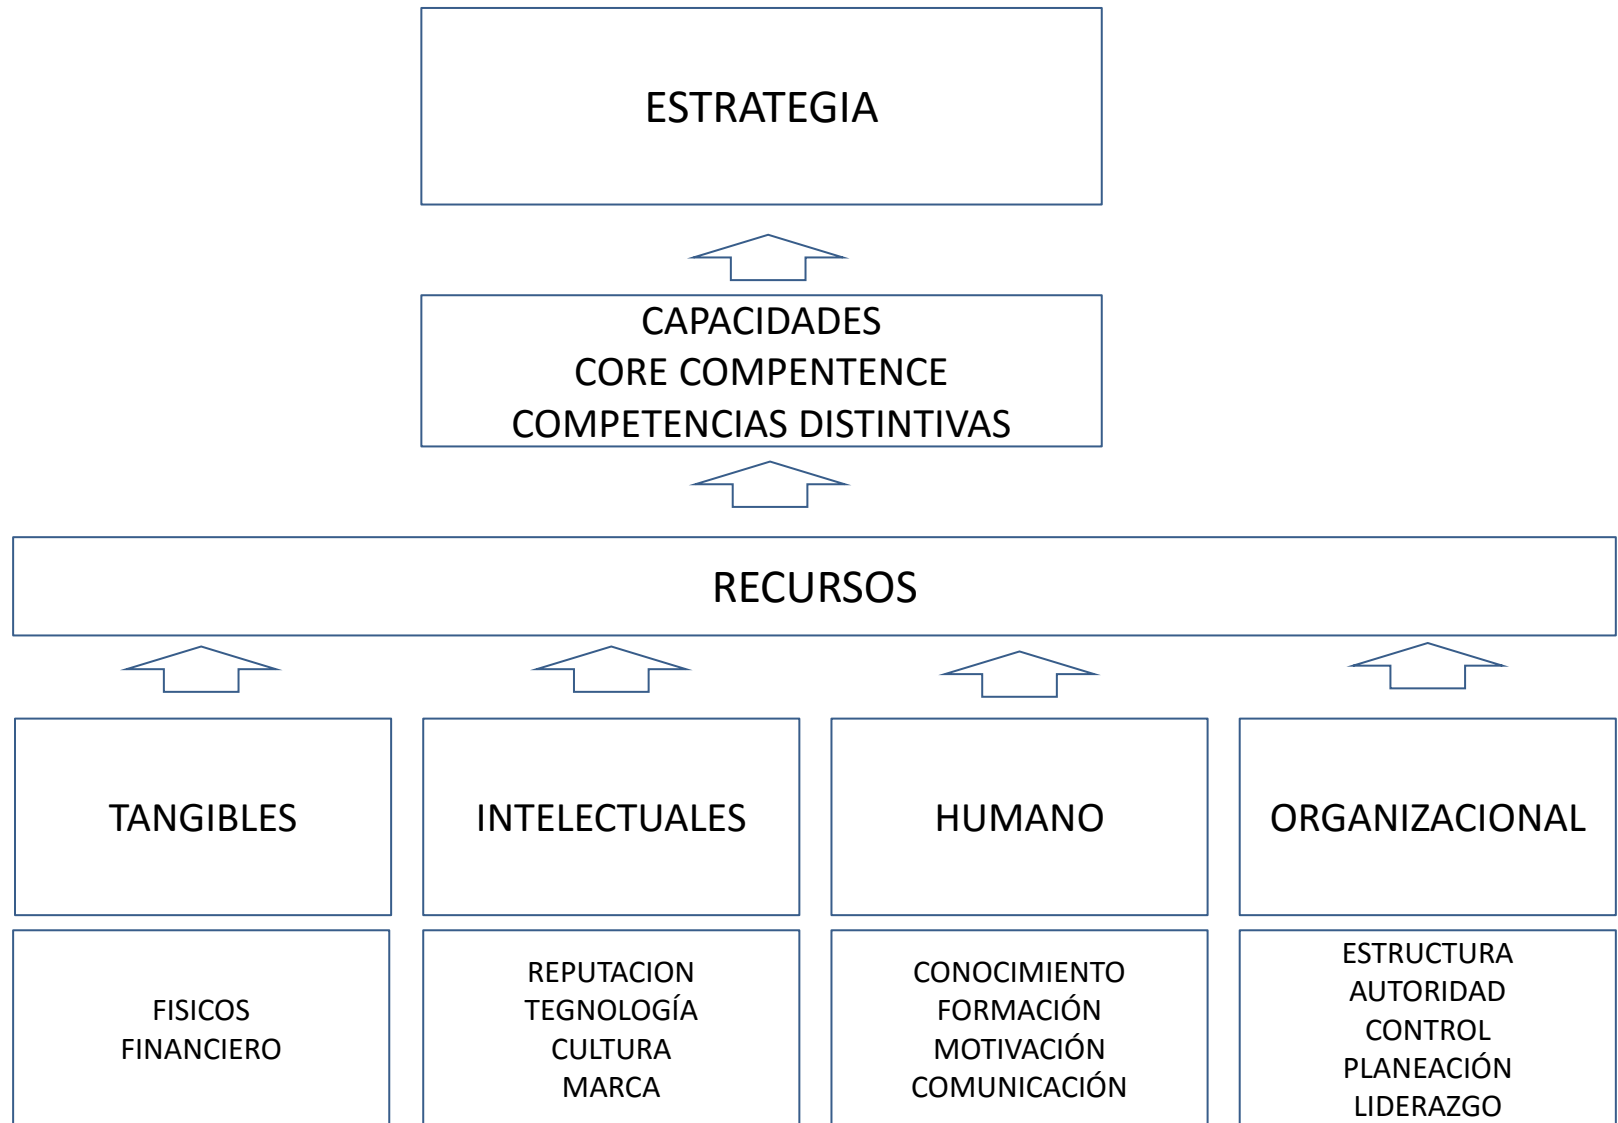 ESTRATEGIA
CAPACIDADES
CORE COMPENTENCE
COMPETENCIAS DISTINTIVAS
RECURSOS
TANGIBLES
INTELECTUALES
HUMANO
ORGANIZACIONAL
FISICOS
FINANCIERO
REPUTACION
TEGNOLOGÍA
CULTURA
MARCA
CONOCIMIENTO
FORMACIÓN
MOTIVACIÓN
COMUNICACIÓN
ESTRUCTURA
AUTORIDAD
CONTROL
PLANEACIÓN
LIDERAZGO